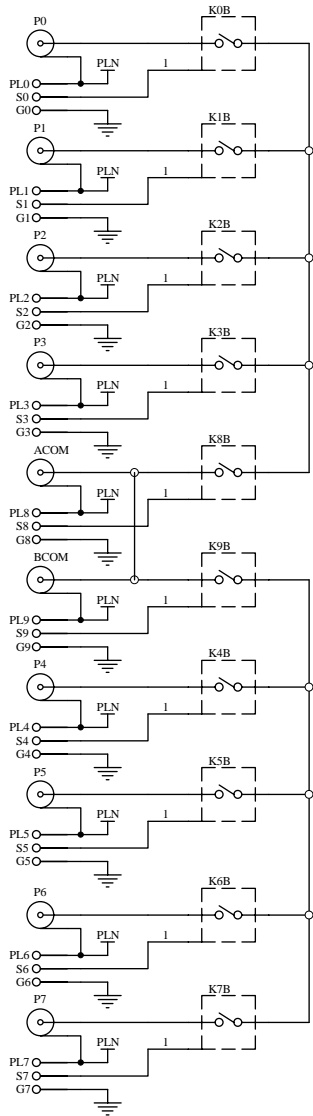 P0 K0B
PLN
PL0 1
S0
G0
P1 K1B
PLN
PL1 1
S1
G1
P2 K2B
PLN
PL2 1
S2
G2
P3 K3B
PLN
PL3 1
S3
G3
ACOM K8B
PLN
PL8 1
S8
G8
BCOM K9B
PLN
PL9 1
S9
G9
P4 K4B
PLN
PL4 1
S4
G4
P5 K5B
PLN
PL5 1
S5
G5
P6 K6B
PLN
PL6 1
S6
G6
P7 K7B
PLN
PL7 1
S7
G7